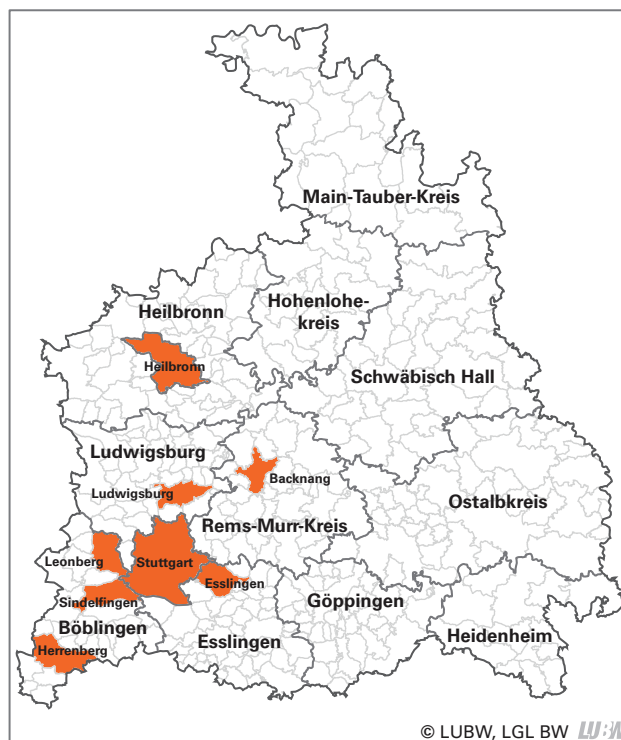 Main-Tauber-Kreis
Hohenlohe-
kreis
Heilbronn
Heilbronn
Schwäbisch Hall
Ludwigsburg
Ludwigsburg
Backnang
Ostalbkreis
Rems-Murr-Kreis
Leonberg
Stuttgart
Esslingen
Sindelfingen
Göppingen
Böblingen
Esslingen
Heidenheim
Herrenberg
© LUBW, LGL BW LUBW